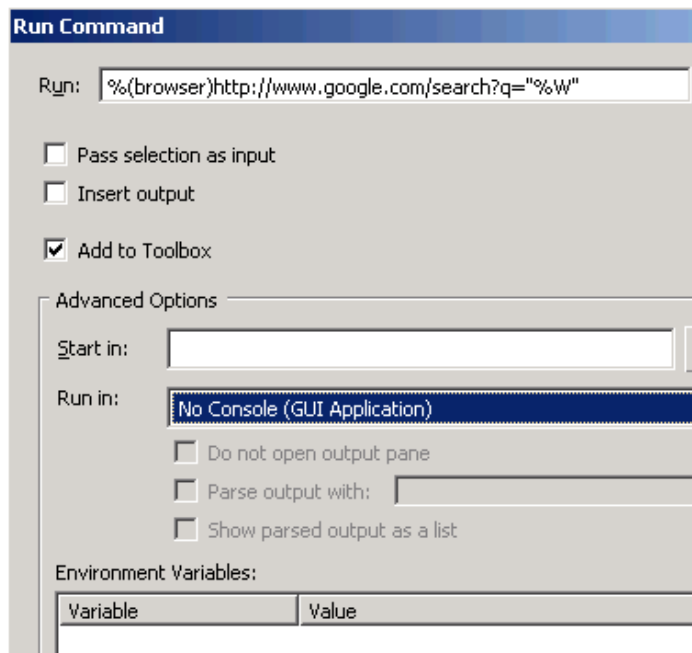 Run Command
Run: %(browser)http://www.google.com/search?q="%W"
Pass selection as input
Insert output
Add to Toolbox
Advanced Options
Start in:
Run in: No Console (GUI Application)
Do not open output pane
Parse output with:
Show parsed output as a list
Environment Variables:
Variable Value